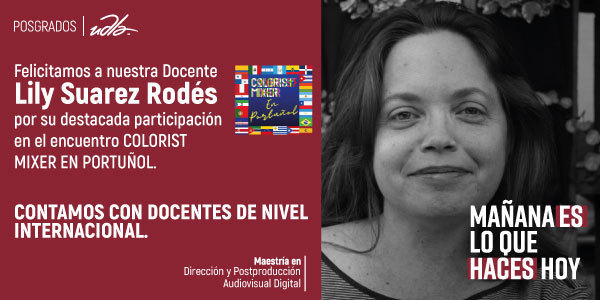 POSGRADOS | udla.
Felicitamos a nuestra Docente
Lily Suarez Rodés
por su destacada participación
en el encuentro COLORIST
MIXER EN PORTUÑOL.
COLORIST
MIXER
En
Portuñol
CONTAMOS CON DOCENTES DE NIVEL
INTERNACIONAL.
Maestría en
Dirección y Postproducción
Audiovisual Digital
MAÑANA ES
LO QUE
HACES HOY